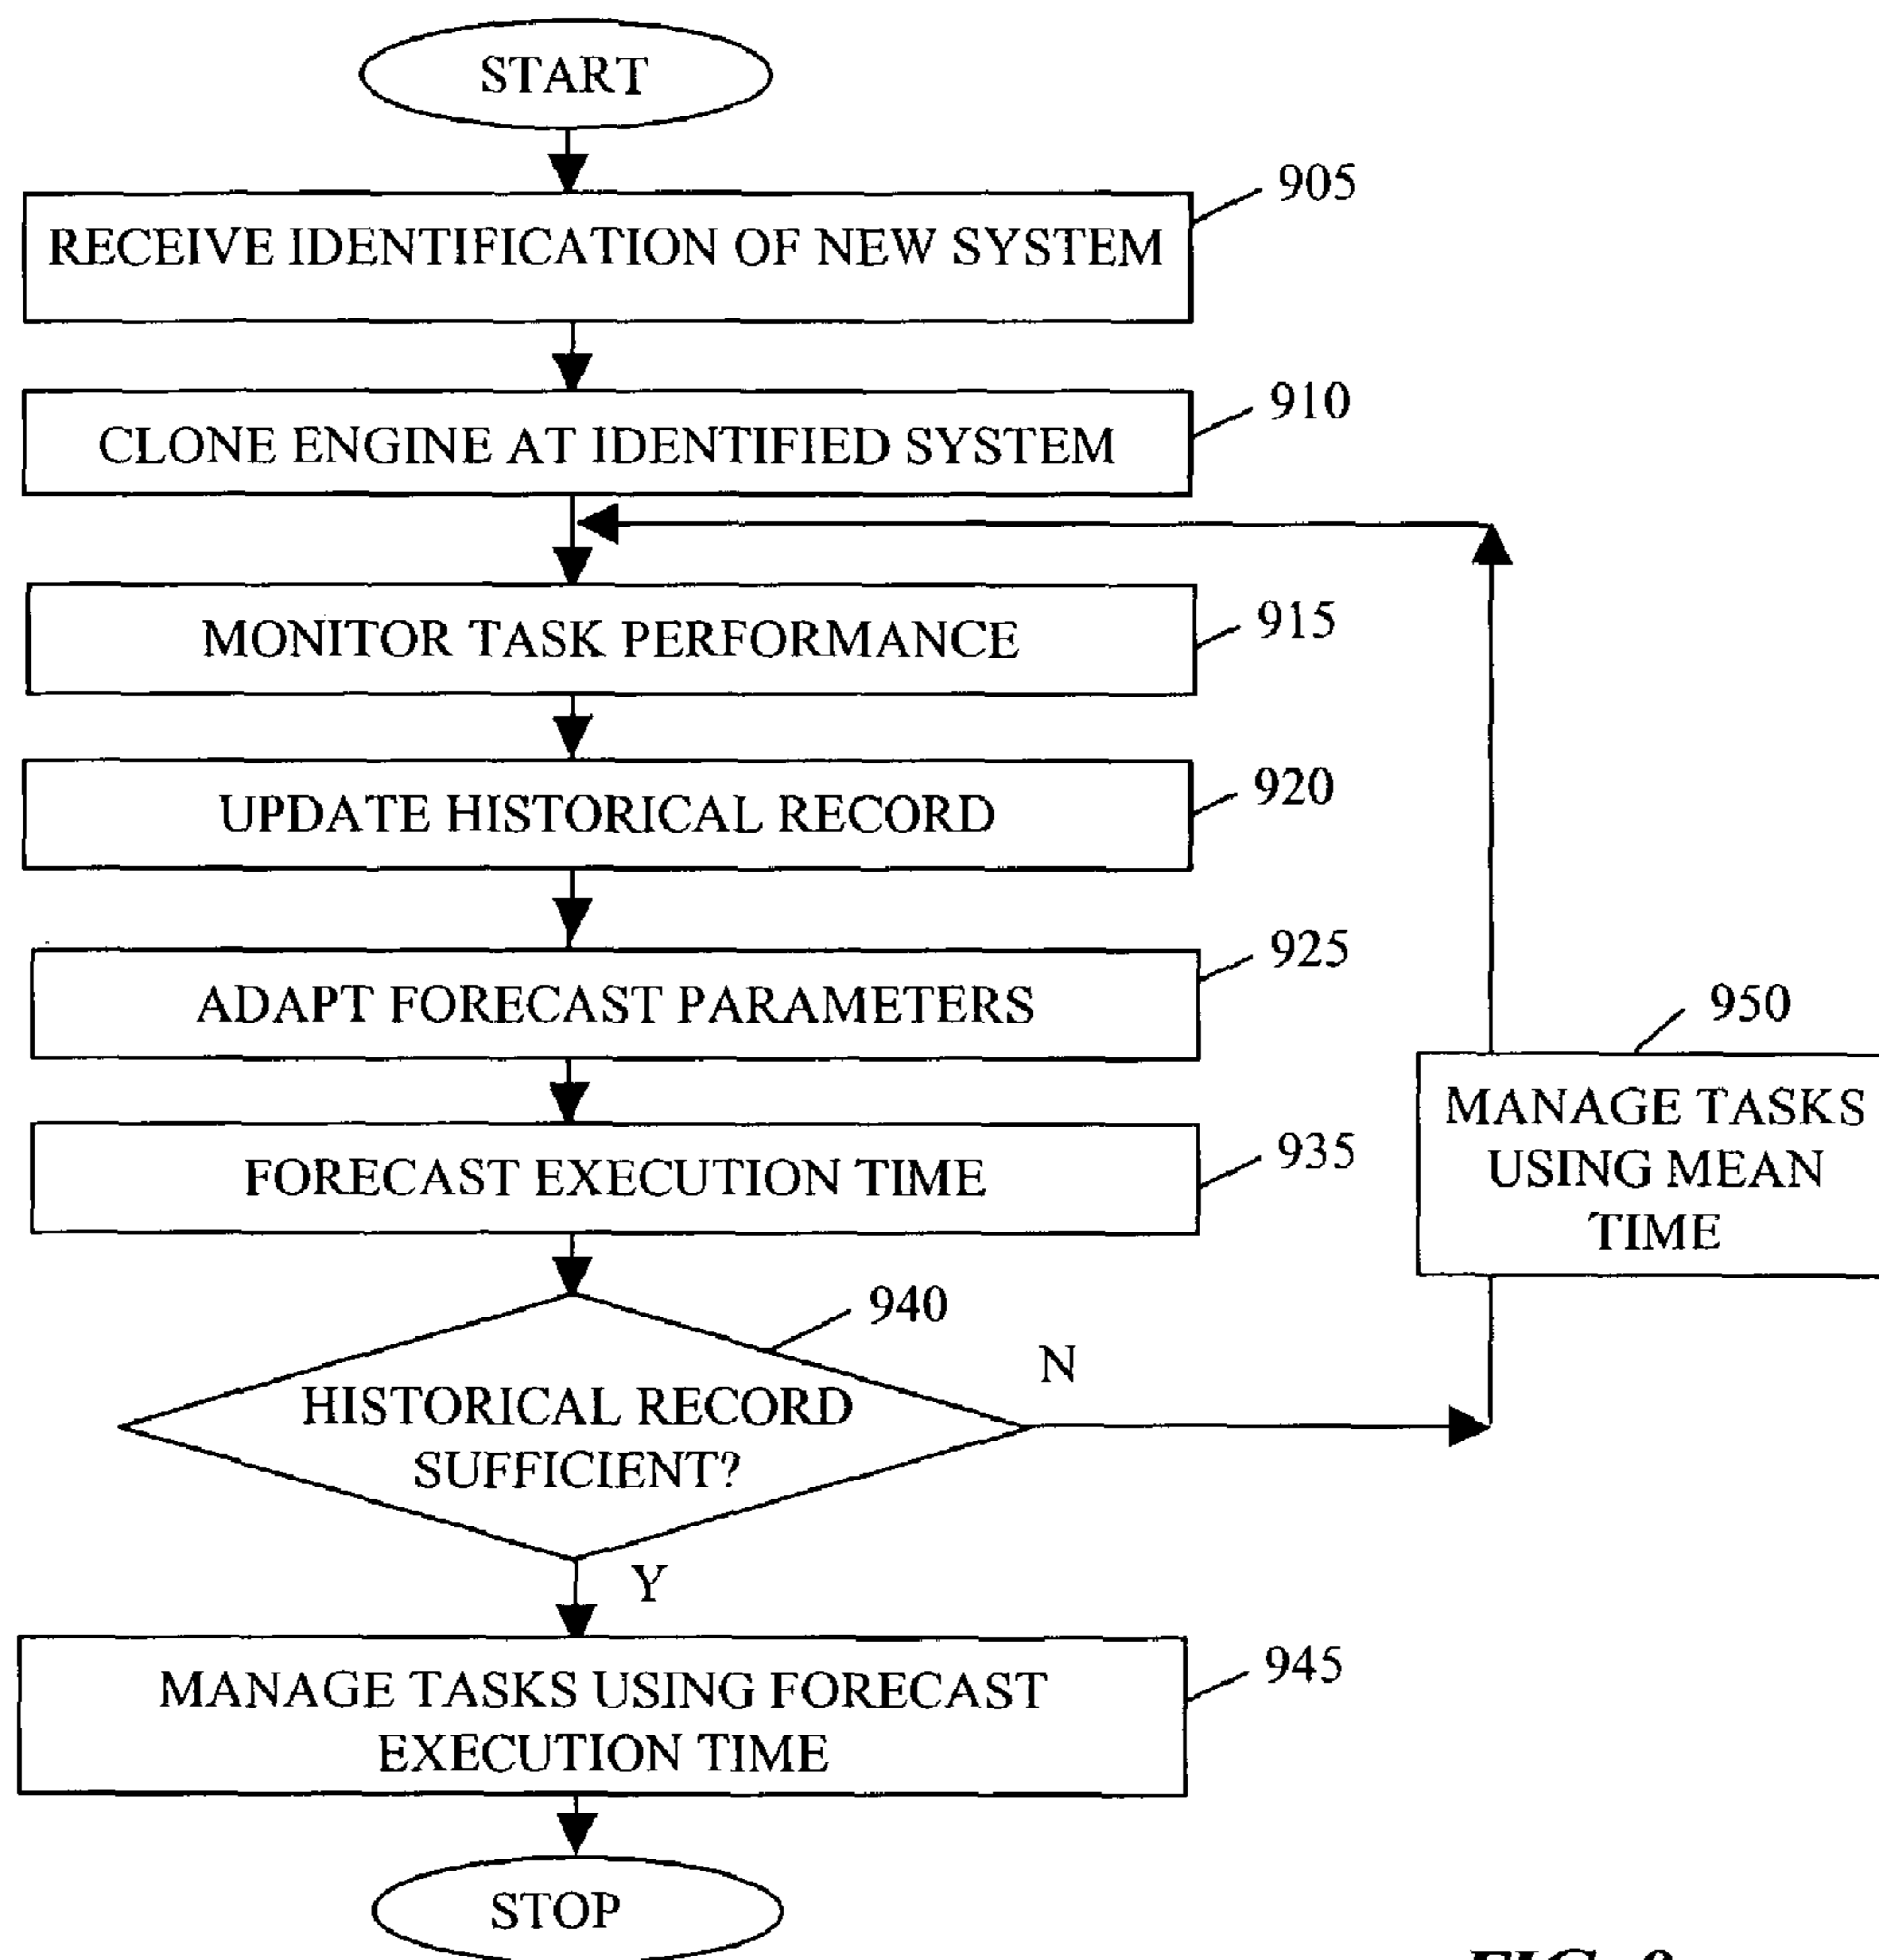 START
905
RECEIVE IDENTIFICATION OF NEW SYSTEM
910
CLONE ENGINE AT IDENTIFIED SYSTEM
915
MONITOR TASK PERFORMANCE
920
UPDATE HISTORICAL RECORD
925
ADAPT FORECAST PARAMETERS
950
MANAGE TASKS
USING MEAN
TIME
935
FORECAST EXECUTION TIME
940
N
HISTORICAL RECORD
SUFFICIENT?
Y
945
MANAGE TASKS USING FORECAST
EXECUTION TIME
STOP